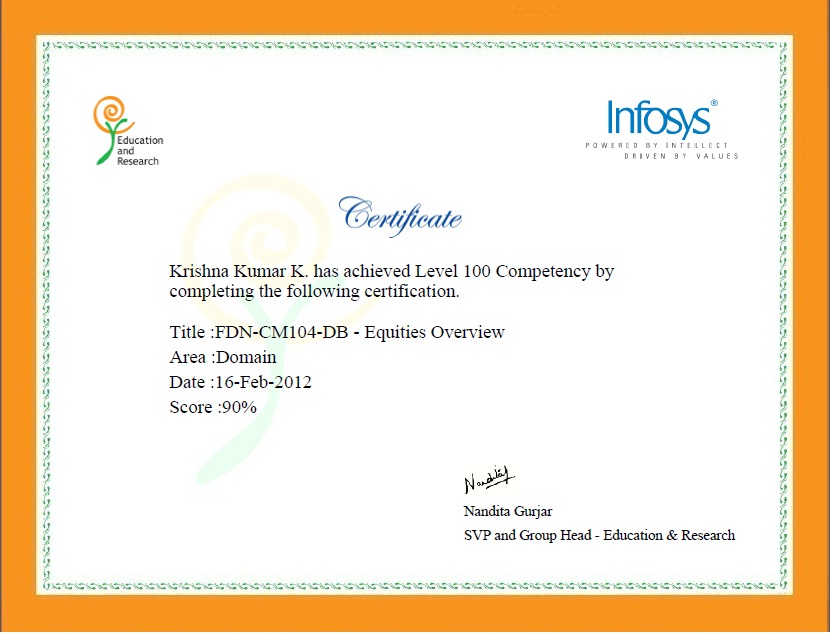 Education
and
Research
Infosys®
POWERED BY INTELLECT
DRIVEN BY VALUES
Certificate
Krishna Kumar K. has achieved Level 100 Competency by
completing the following certification.
Title :FDN-CM104-DB - Equities Overview
Area :Domain
Date :16-Feb-2012
Score :90%
Nandita
Nandita Gurjar
SVP and Group Head - Education & Research